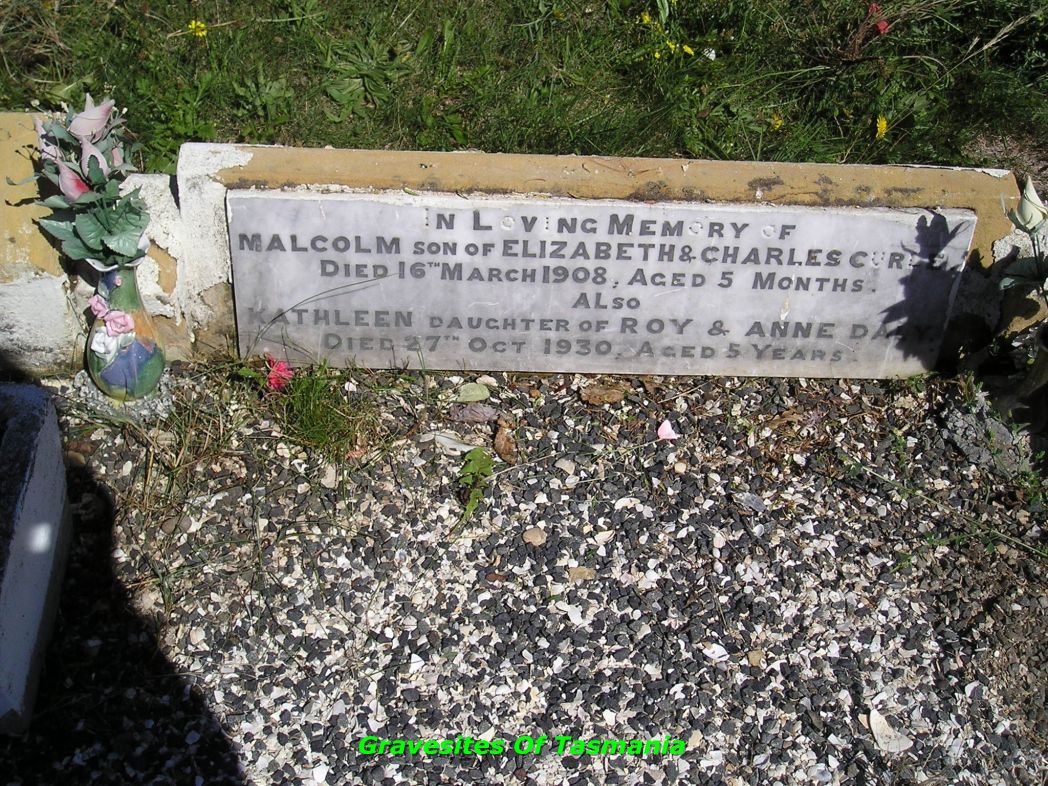 IN LOVING MEMORY OF
MALCOLM SON OF ELIZABETH & CHARLES
DIED 16TH MARCH 1908, AGED 5 MONTHS.
ALSO
KATHLEEN DAUGHTER OF ROY & ANNE DALY.
DIED 27TH OCT 1930, AGED 5 YEARS
Gravesites Of Tasmania